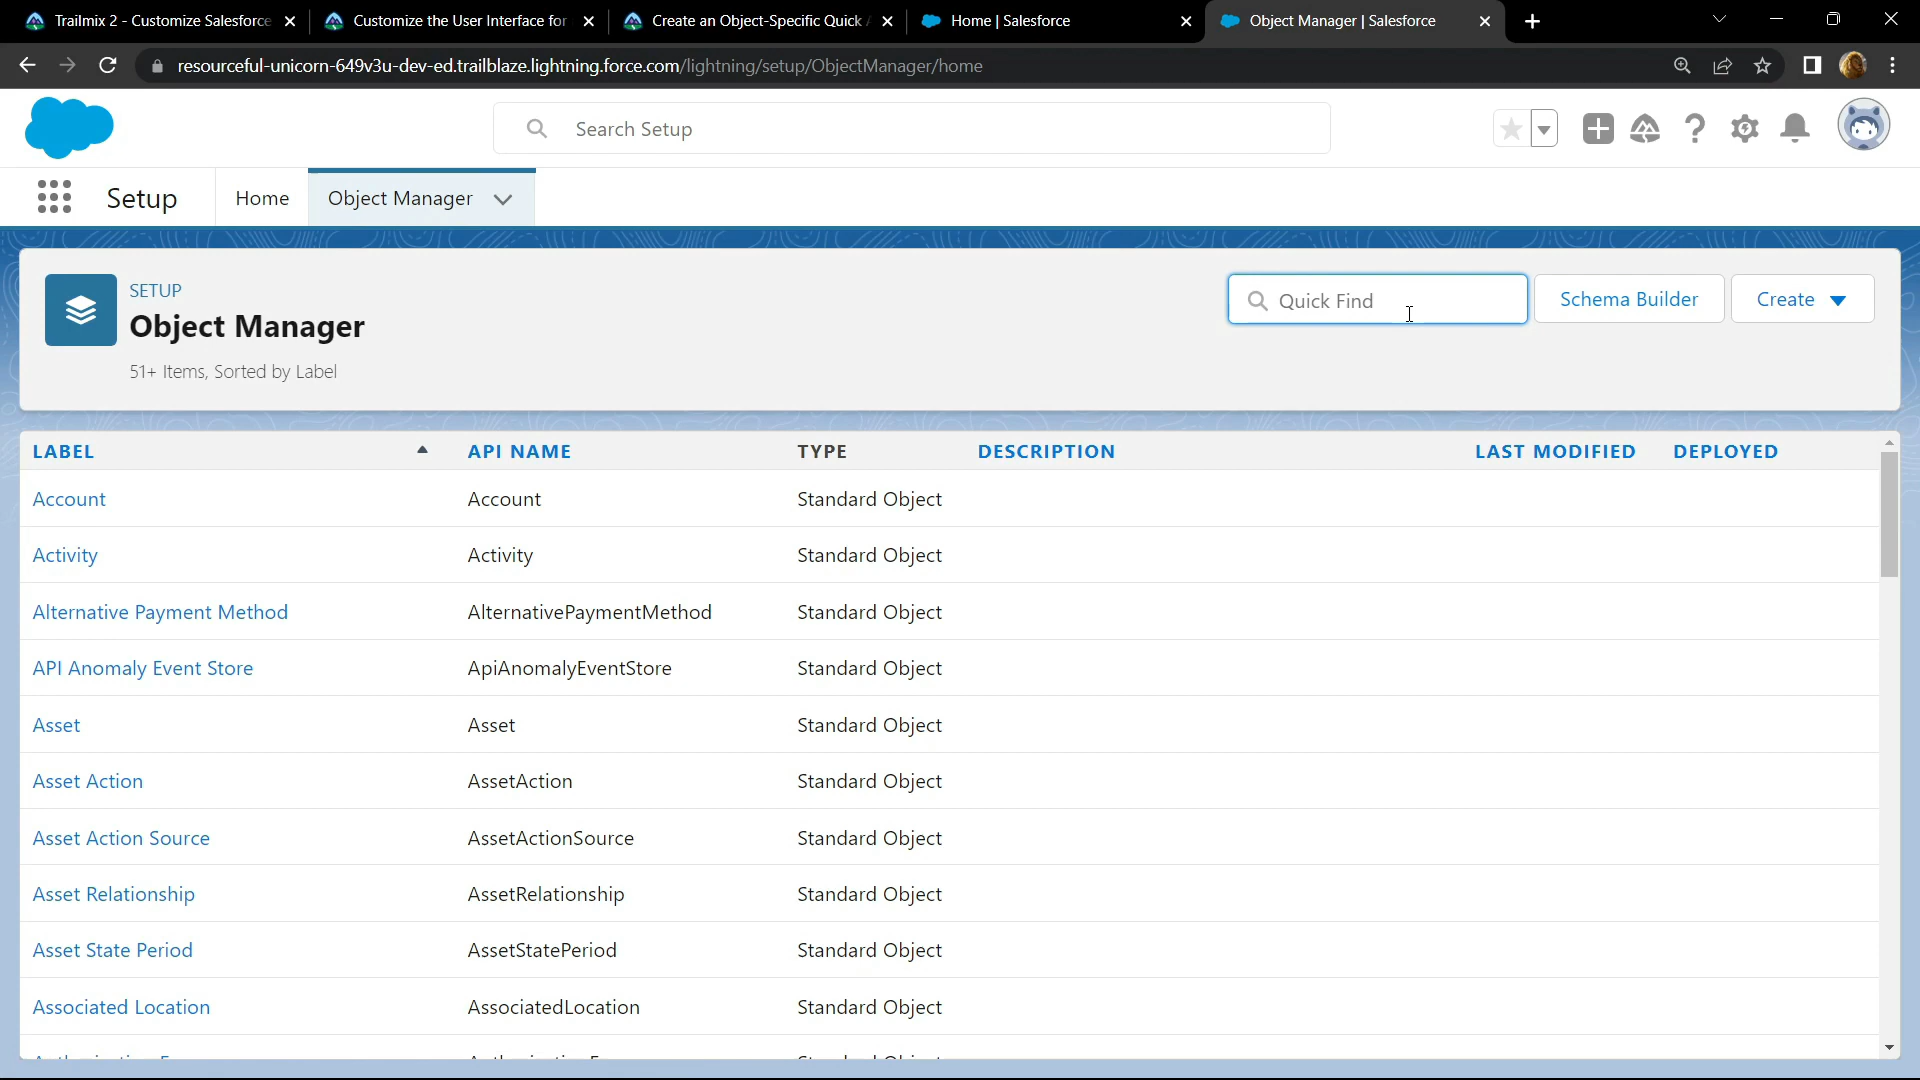 Trailmix 2 - Customize Salesforce
Customize the User Interface for
Create an Object-Specific Quick A
Home | Salesforce
Object Manager | Salesforce
resourceful-unicorn-649v3u-dev-ed.trailblaze.lightning.force.com/lightning/setup/ObjectManager/home
Search Setup
Setup
Home
Object Manager
SETUP
Object Manager
51+ Items, Sorted by Label
Quick Find
Schema Builder
Create
LABEL API NAME TYPE DESCRIPTION LAST MODIFIED DEPLOYED
Account Account Standard Object
Activity Activity Standard Object
Alternative Payment Method AlternativePaymentMethod Standard Object
API Anomaly Event Store ApiAnomalyEventStore Standard Object
Asset Asset Standard Object
Asset Action AssetAction Standard Object
Asset Action Source AssetActionSource Standard Object
Asset Relationship AssetRelationship Standard Object
Asset State Period AssetStatePeriod Standard Object
Associated Location AssociatedLocation Standard Object